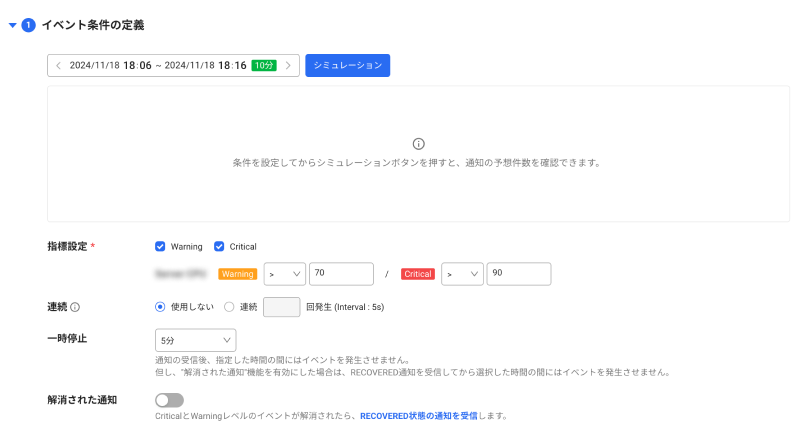 1 イベント条件の定義
2024/11/18 18:06 ~ 2024/11/18 18:16 10分 シミュレーション
条件を設定してからシミュレーションボタンを押すと、通知の予想件数を確認できます。
指標設定 * Warning Critical
Warning > 70 / Critical > 90
連続 使用しない 連続 回発生 (Interval : 5s)
一時停止 5分
通知の受信後、指定した時間の間にはイベントを発生させません。
但し、"解消された通知"機能を有効にした場合は、RECOVERED通知を受信してから選択した時間の間にはイベントを発生させません。
解消された通知
CriticalとWarningレベルのイベントが解消されたら、RECOVERED状態の通知を受信します。